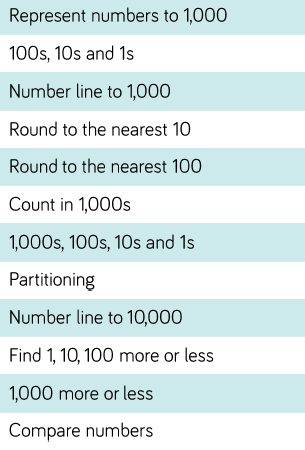 Represent numbers to 1,000
100s, 10s and 1s
Number line to 1,000
Round to the nearest 10
Round to the nearest 100
Count in 1,000s
1,000s, 100s, 10s and 1s
Partitioning
Number line to 10,000
Find 1, 10, 100 more or less
1,000 more or less
Compare numbers